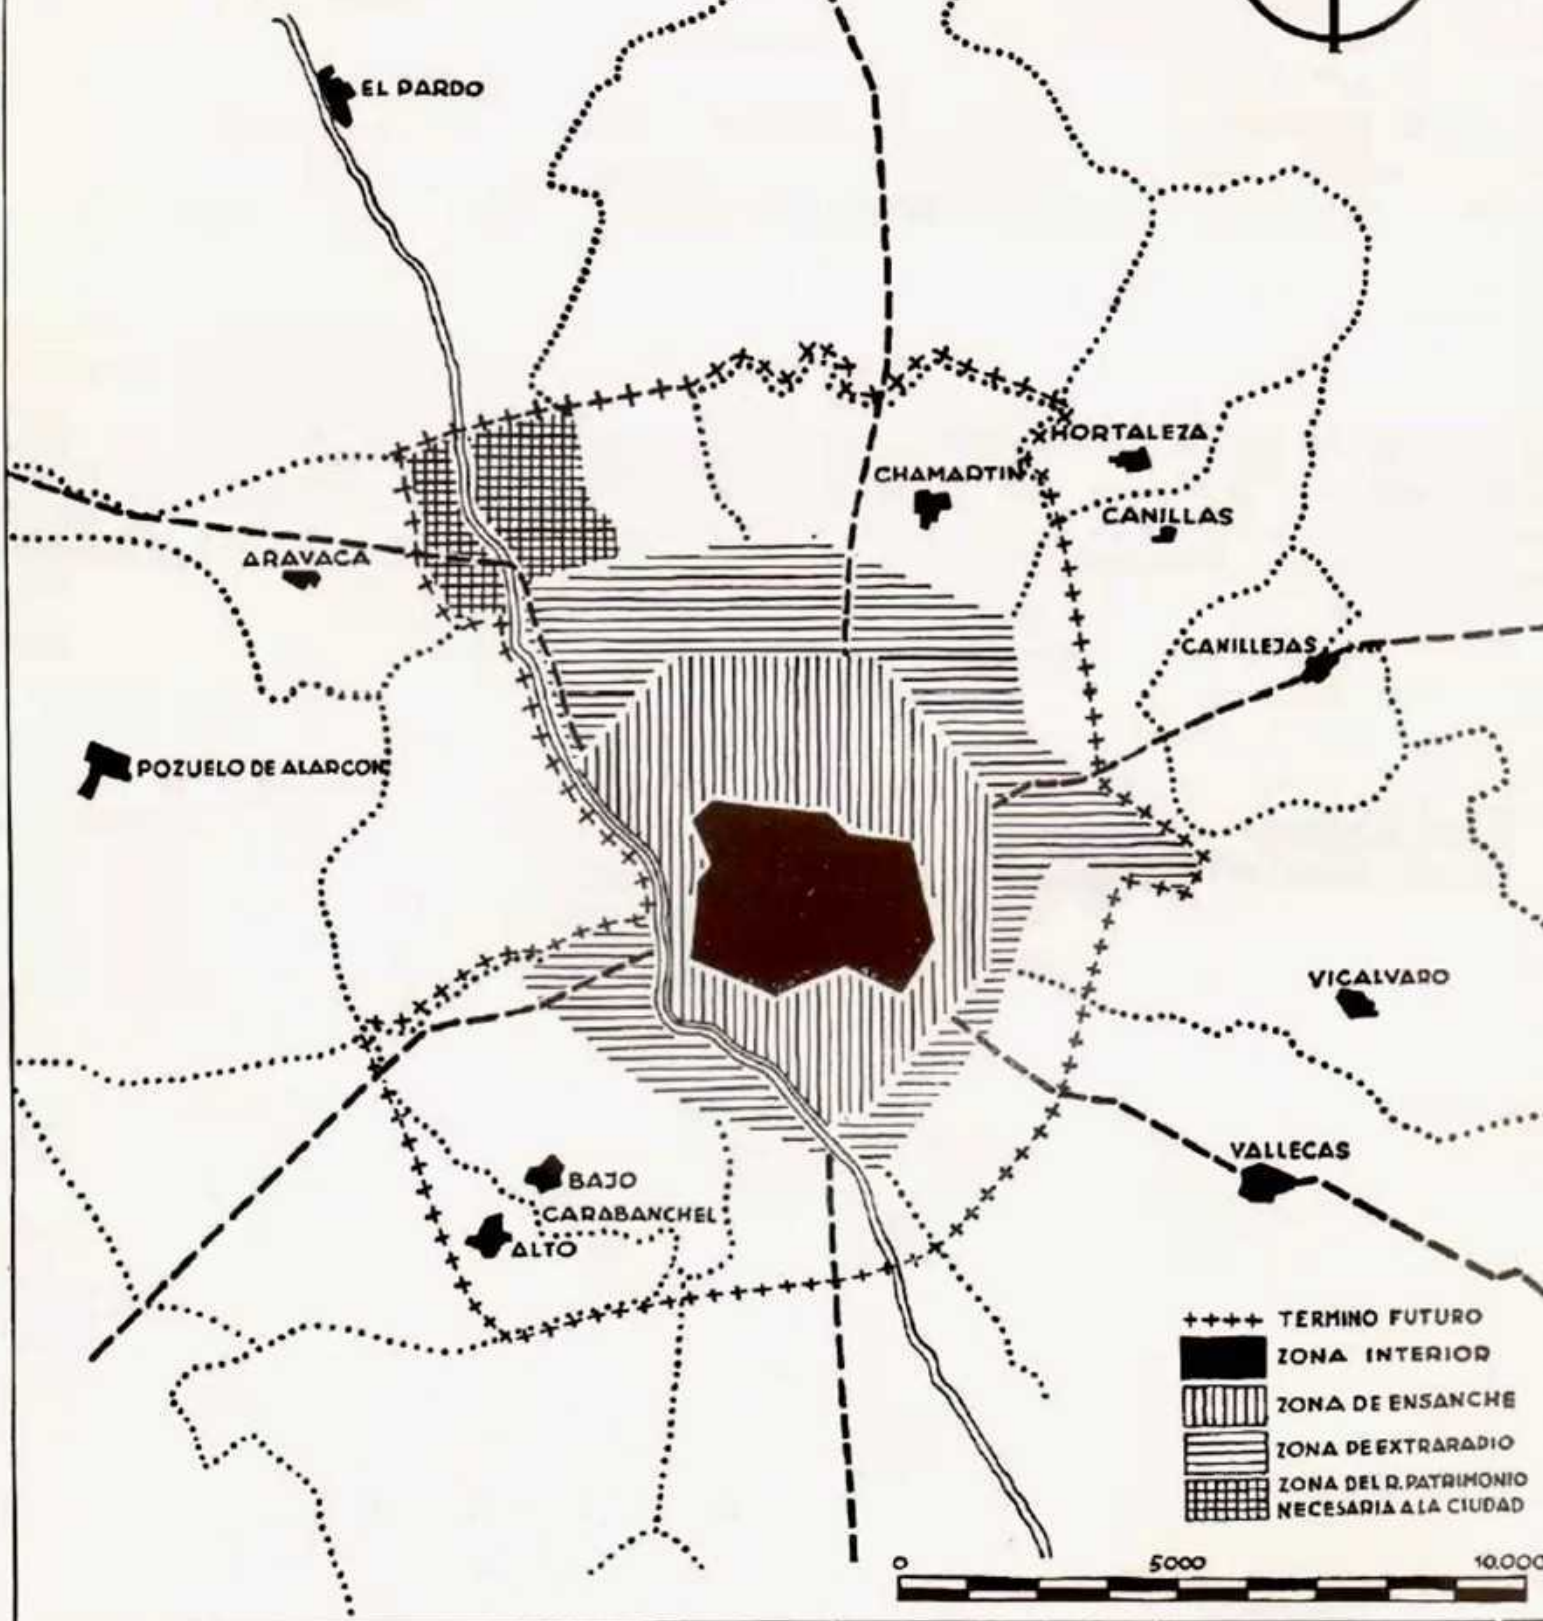 EL PARDO
HORTALEZA
CHAMARTIN
CANILLAS
ARAVACA
CANILLEJAS
POZUELO DE ALARCON
VICALVARO
VALLECAS
BAJO
CARABANCHEL
ALTO
TERMINO FUTURO
ZONA INTERIOR
ZONA DE ENSANCHE
ZONA DE EXTRARADIO
ZONA DEL R. PATRIMONIO
NECESARIA A LA CIUDAD
0 5000 10.000